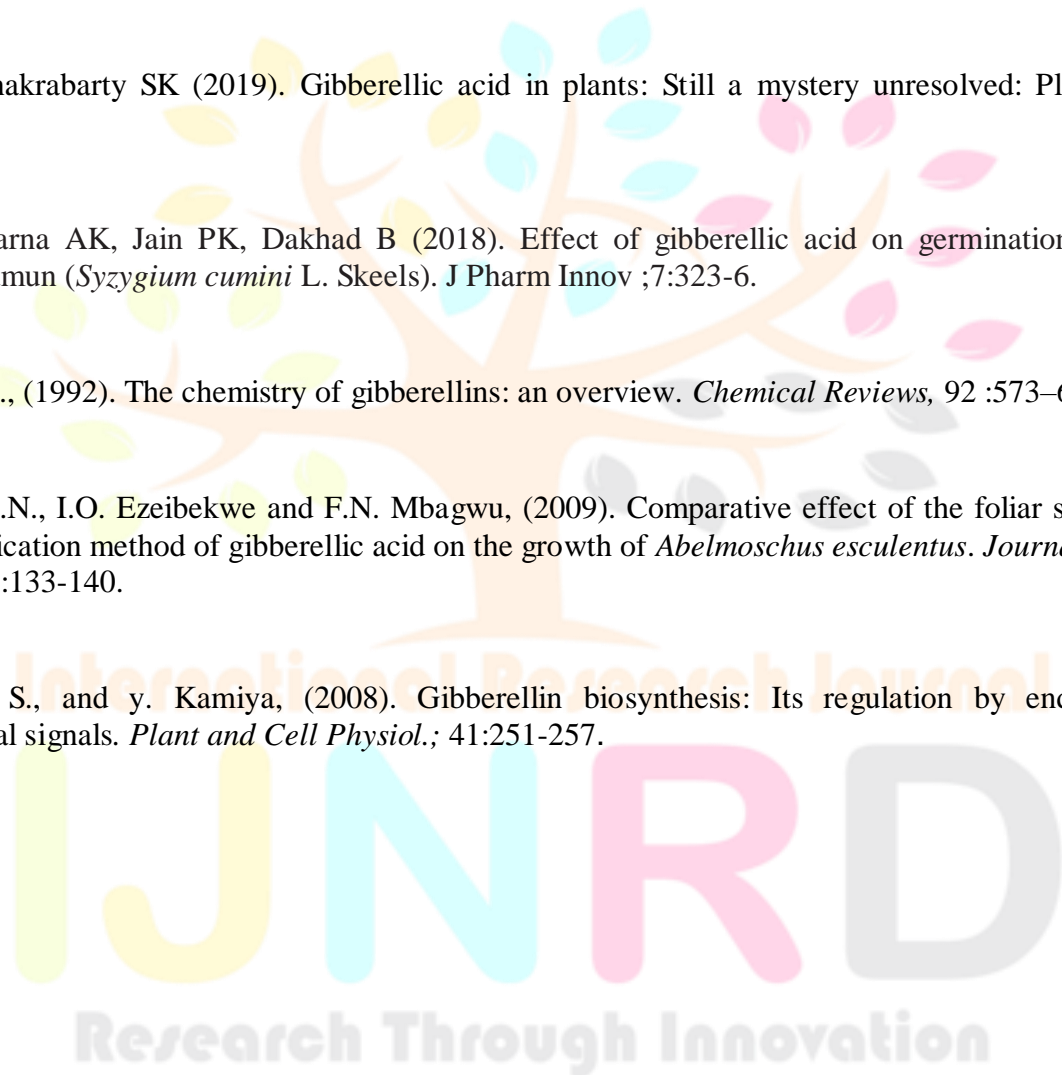 hakrabarty SK (2019). Gibberellic acid in plants: Still a mystery unresolved: Pl
arna AK, Jain PK, Dakhad B (2018). Effect of gibberellic acid on germination
mun (Syzygium cumini L. Skeels). J Pharm Innov ;7:323-6.
., (1992). The chemistry of gibberellins: an overview. Chemical Reviews, 92 :573–
.N., I.O. Ezeibekwe and F.N. Mbagwu, (2009). Comparative effect of the foliar s
ication method of gibberellic acid on the growth of Abelmoschus esculentus. Journa
:133-140.
International Research Journal
S., and y. Kamiya, (2008). Gibberellin biosynthesis: Its regulation by en
al signals. Plant and Cell Physiol.; 41:251-257.
IJNRD
Research Through Innovation